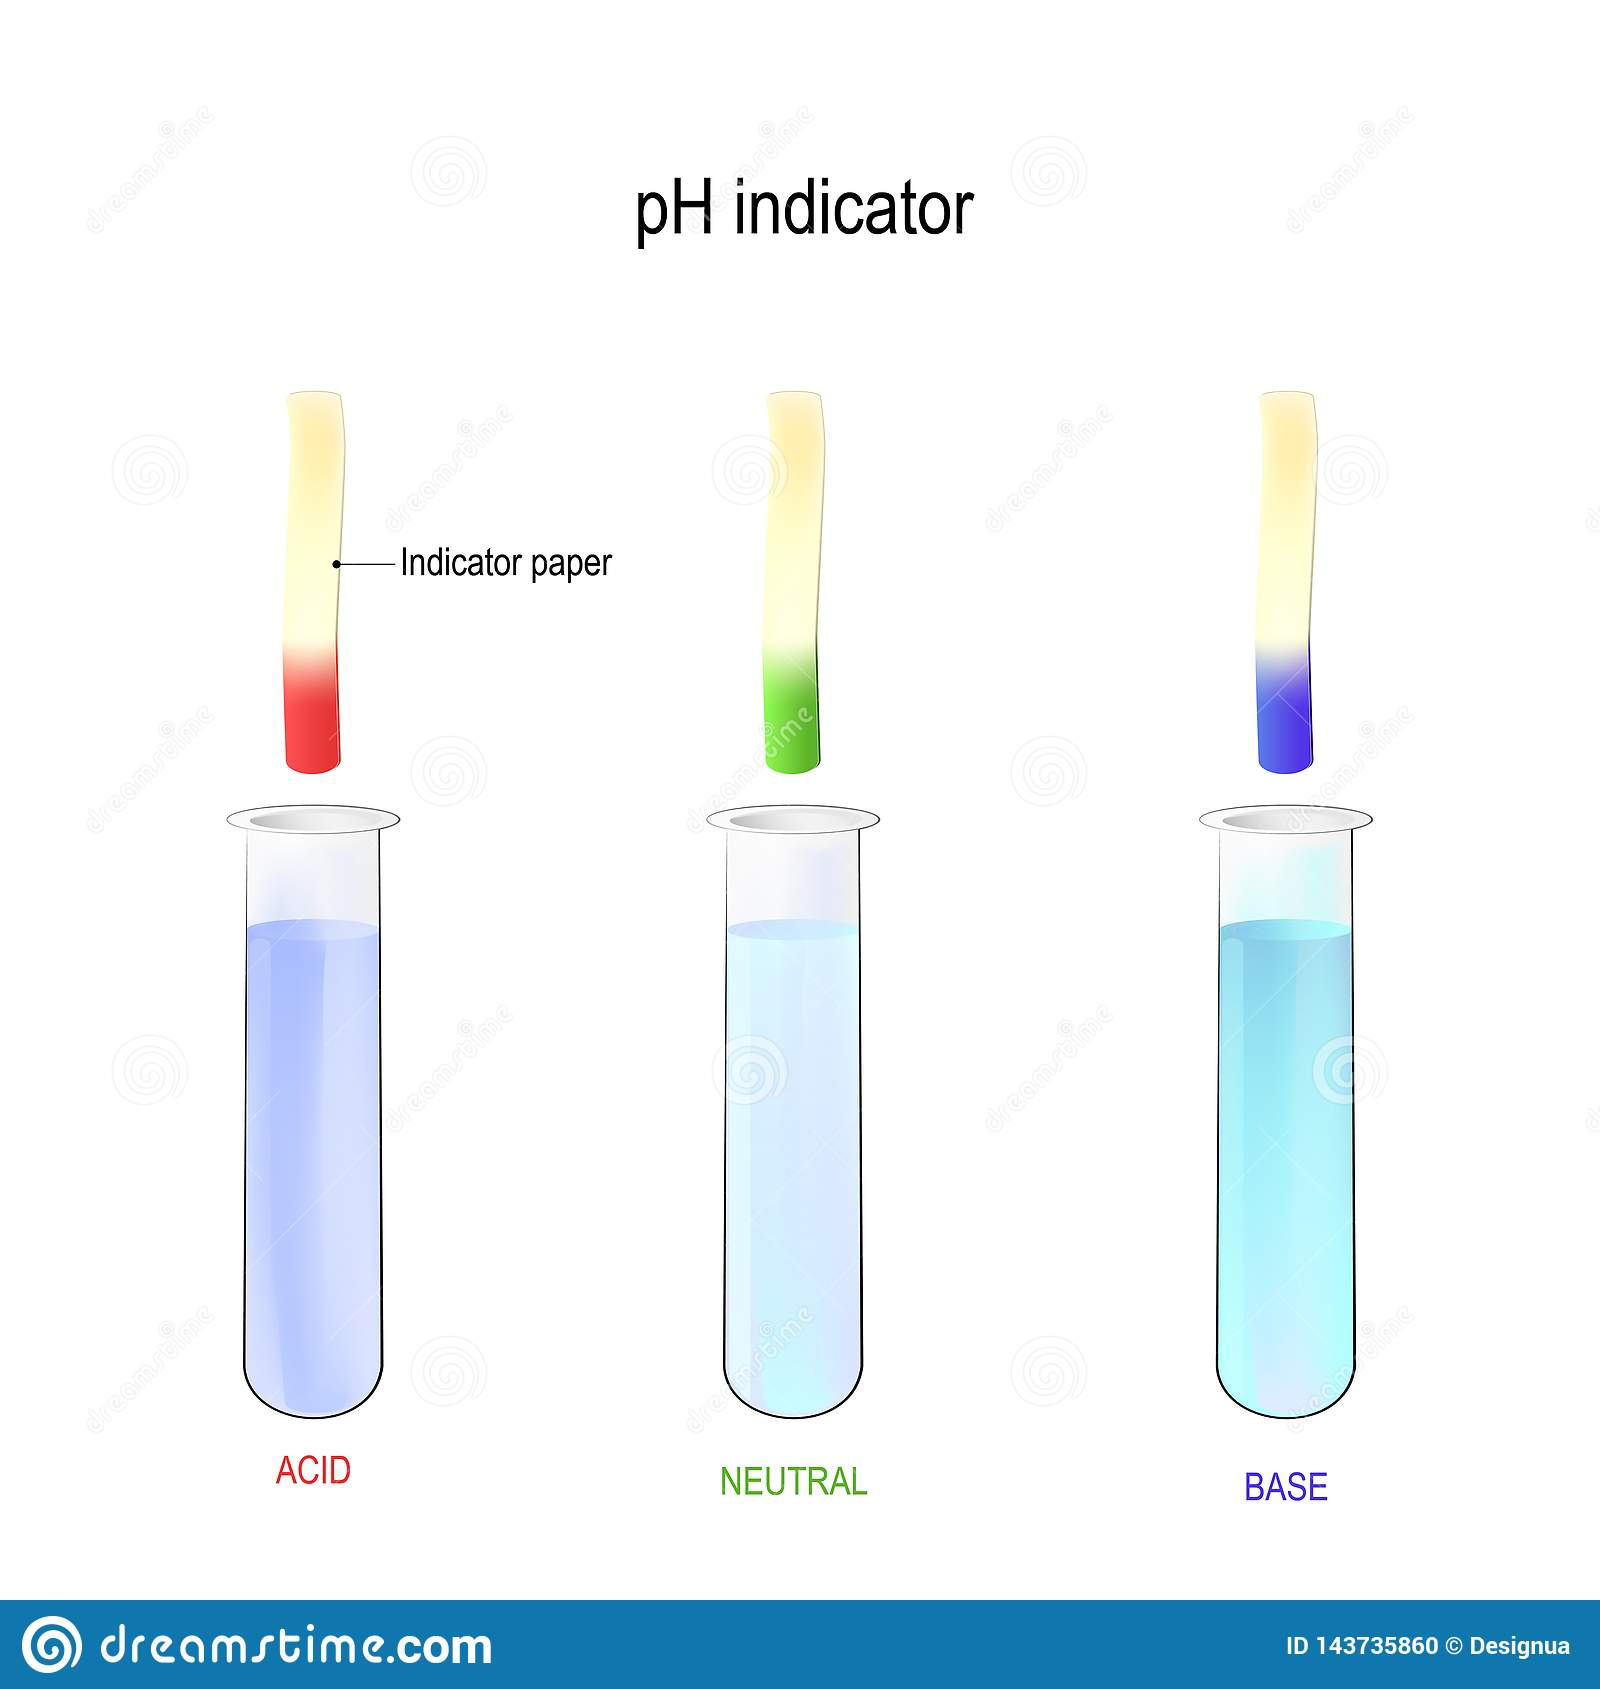 pH indicator
Indicator paper
ACID
NEUTRAL
BASE
dreamstime.com
ID 143735860 © Designua